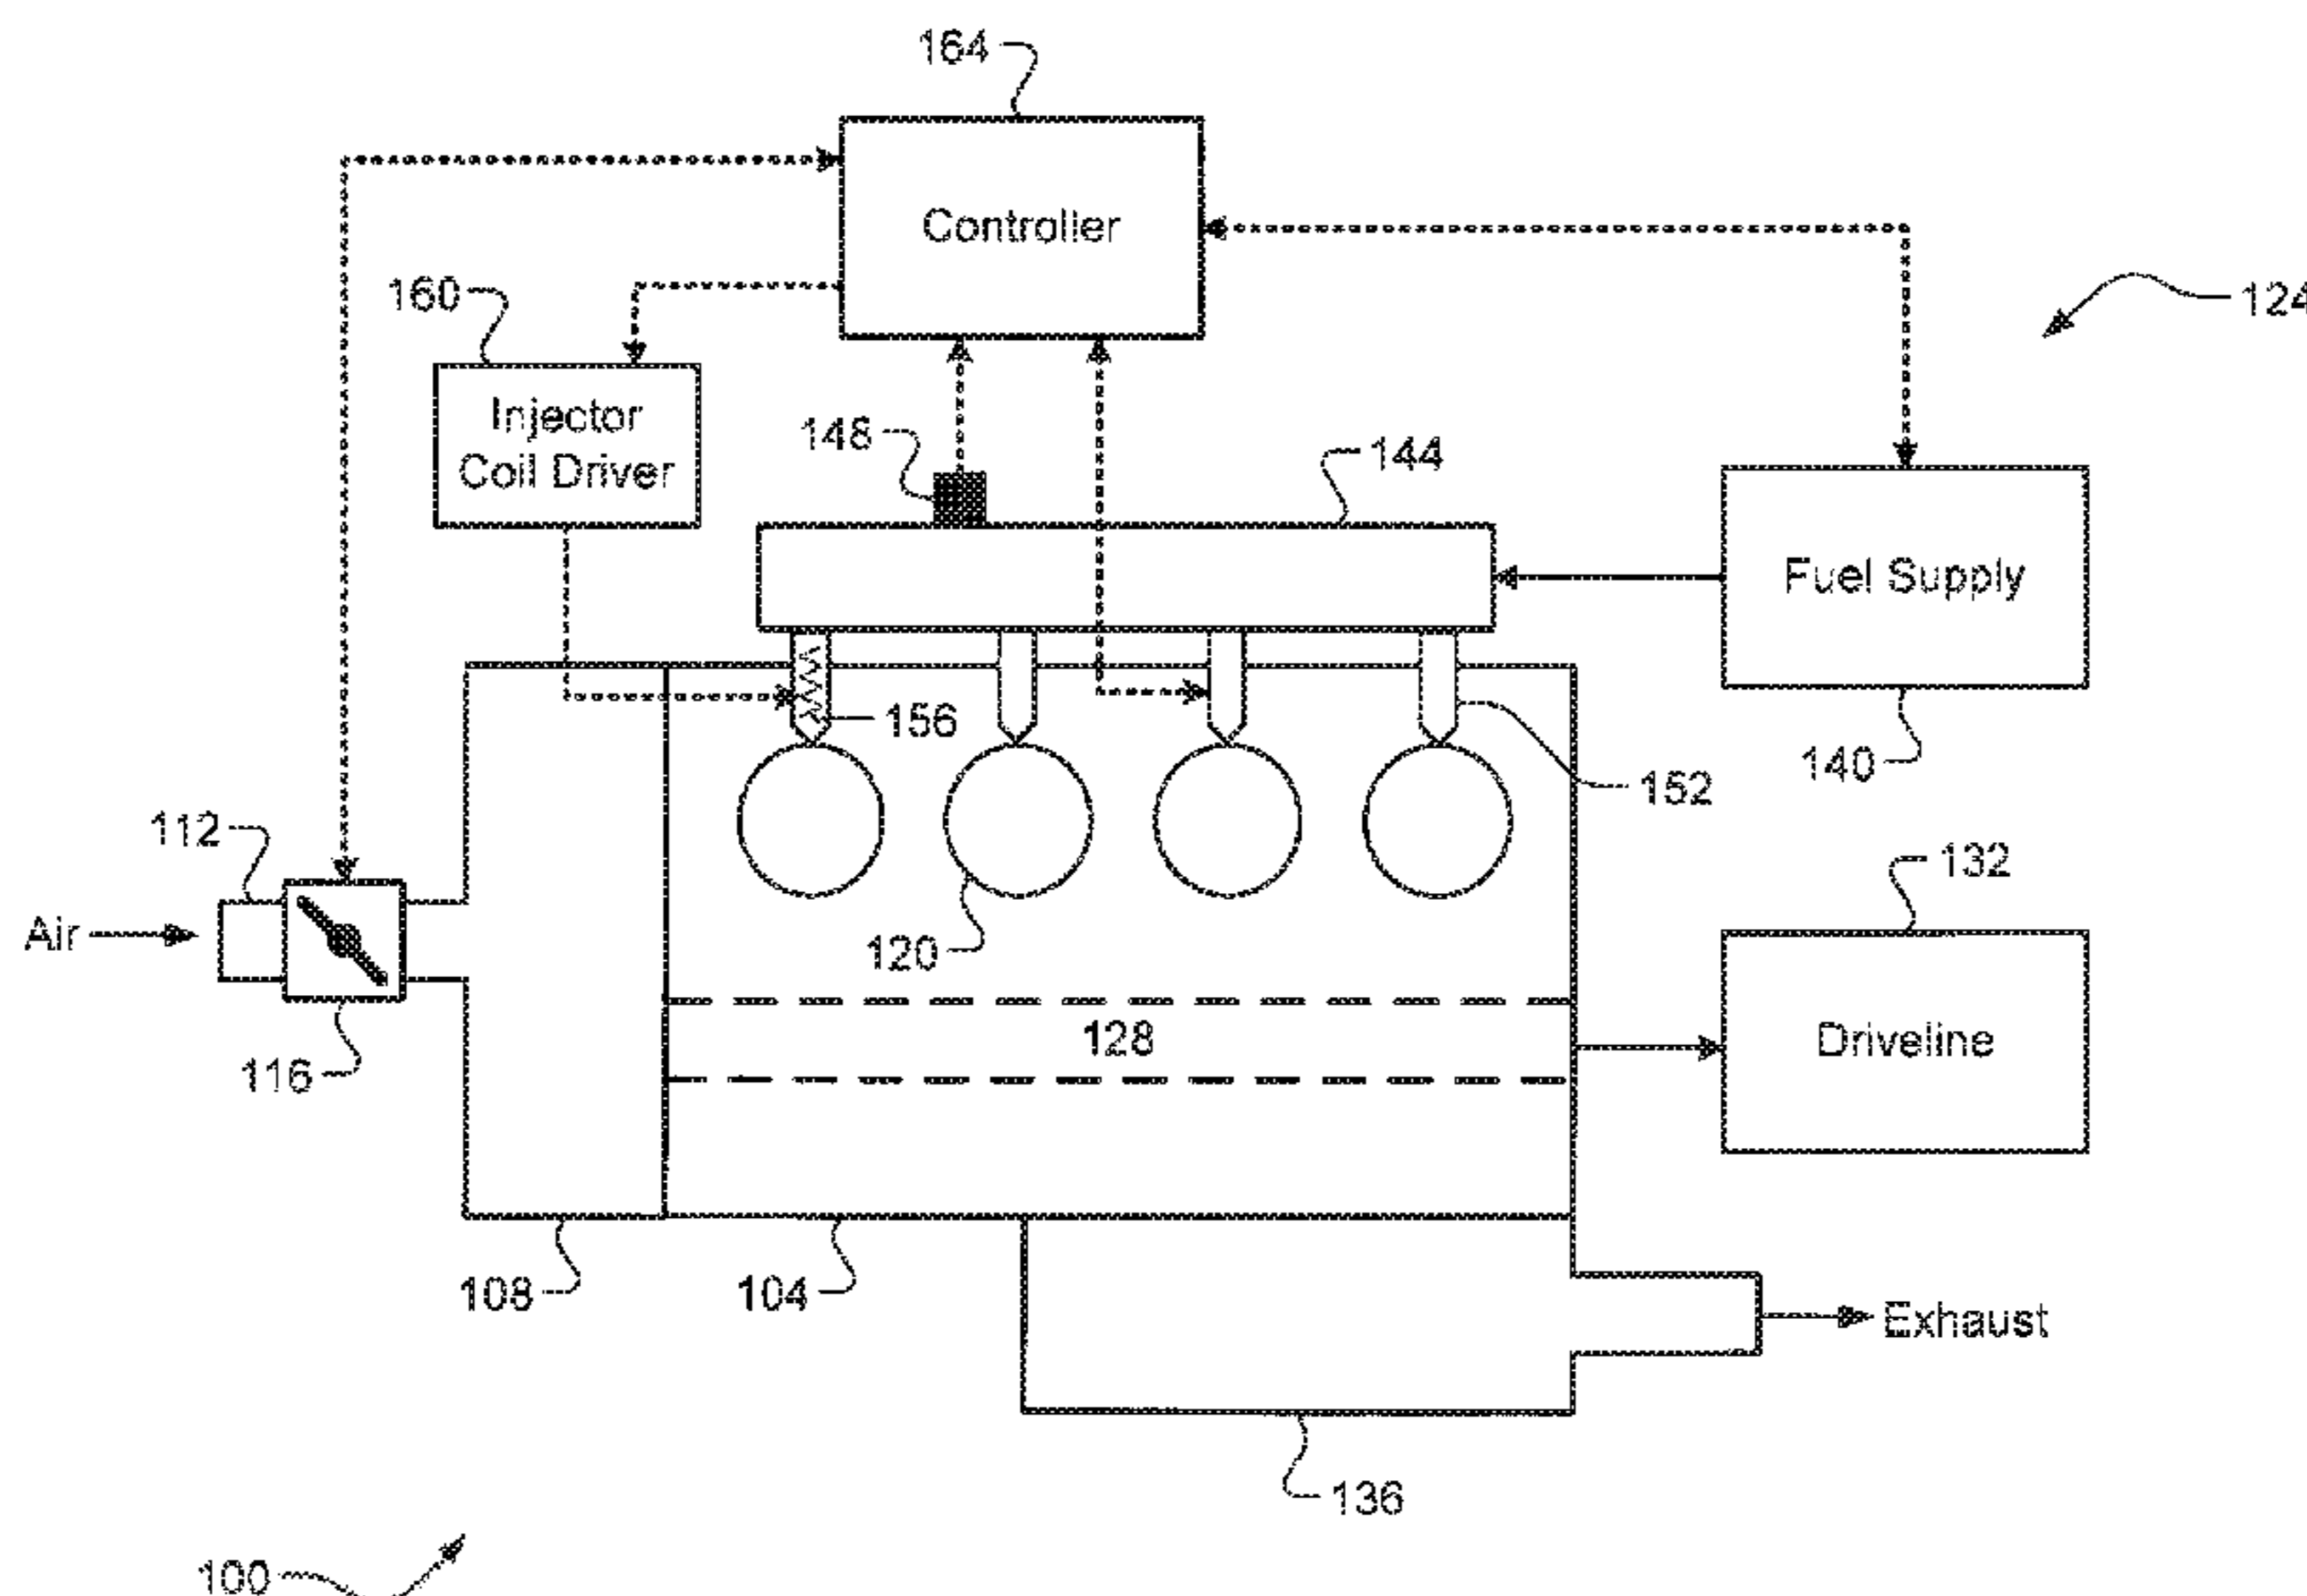 164
Controller
124
160
Injector
Coil Driver
148
144
Fuel Supply
156
152
140
112
132
Air
120
128
Driveline
116
108
104
Exhaust
136
100